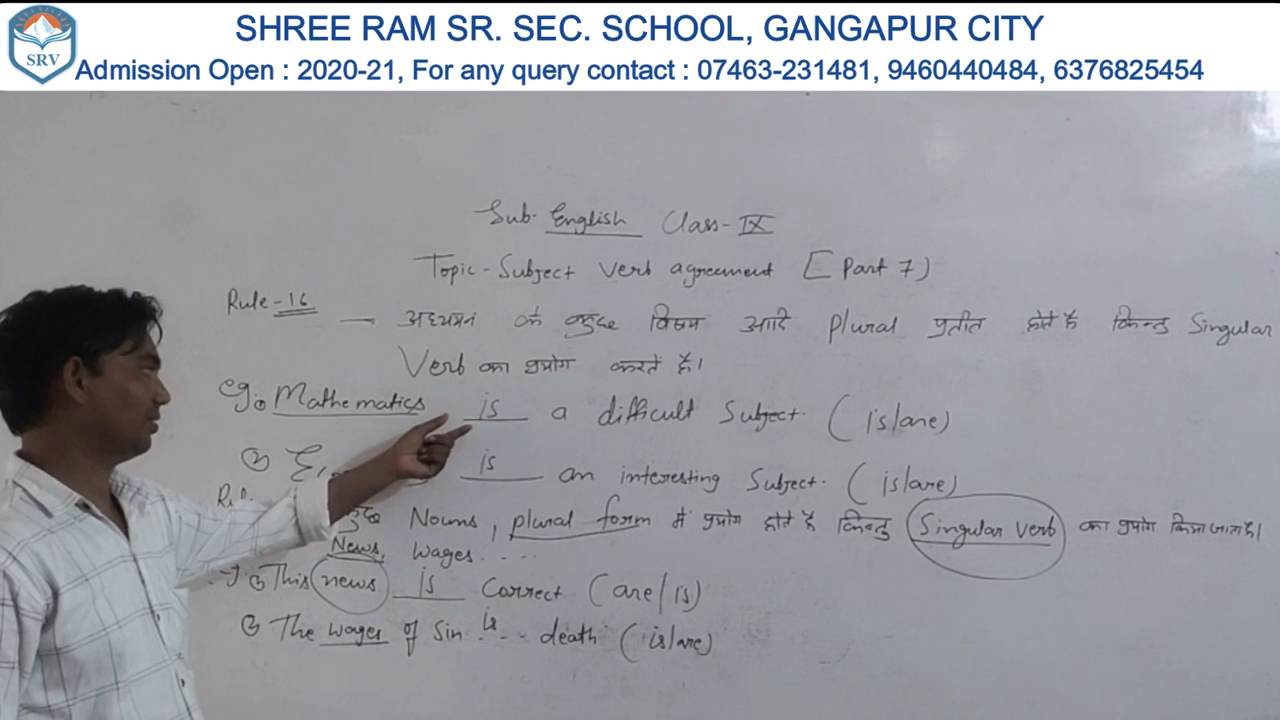 SHREE RAM SR. SEC. SCHOOL, GANGAPUR CITY
SRV
Admission Open : 2020-21, For any query contact : 07463-231481, 9460440484, 6376825454
Sub- English Class- IX
Topic - Subject Verb agreement [Part 7)
Rule - 16 — अध्ययन के कुछ विषय आदि plural प्रतीत होते है किन्तु Singular
Verb का प्रयोग करते है।
eg. ① Mathematics is a difficult Subject. (is/are)
② is an interesting Subject. (is/are)
कुछ Nouns, plural form में प्रयोग होते है किन्तु Singular verb का प्रयोग किया जाता है।
News, Wages. ...
① This news is Correct (are/is)
② The wages of Sin is death (is/are)